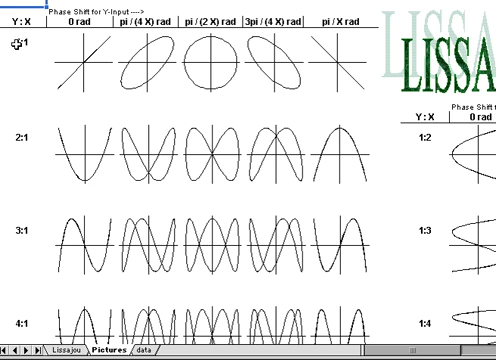 Phase Shift for Y-Input ---->
Y : X 0 rad pi / (4 X) rad pi / (2 X) rad 3pi / (4 X) rad pi / X rad
LISSA
:1
Phase Shift
Y : X 0 rad
2:1
1:2
3:1
1:3
4:1
1:4
Lissajou Pictures data